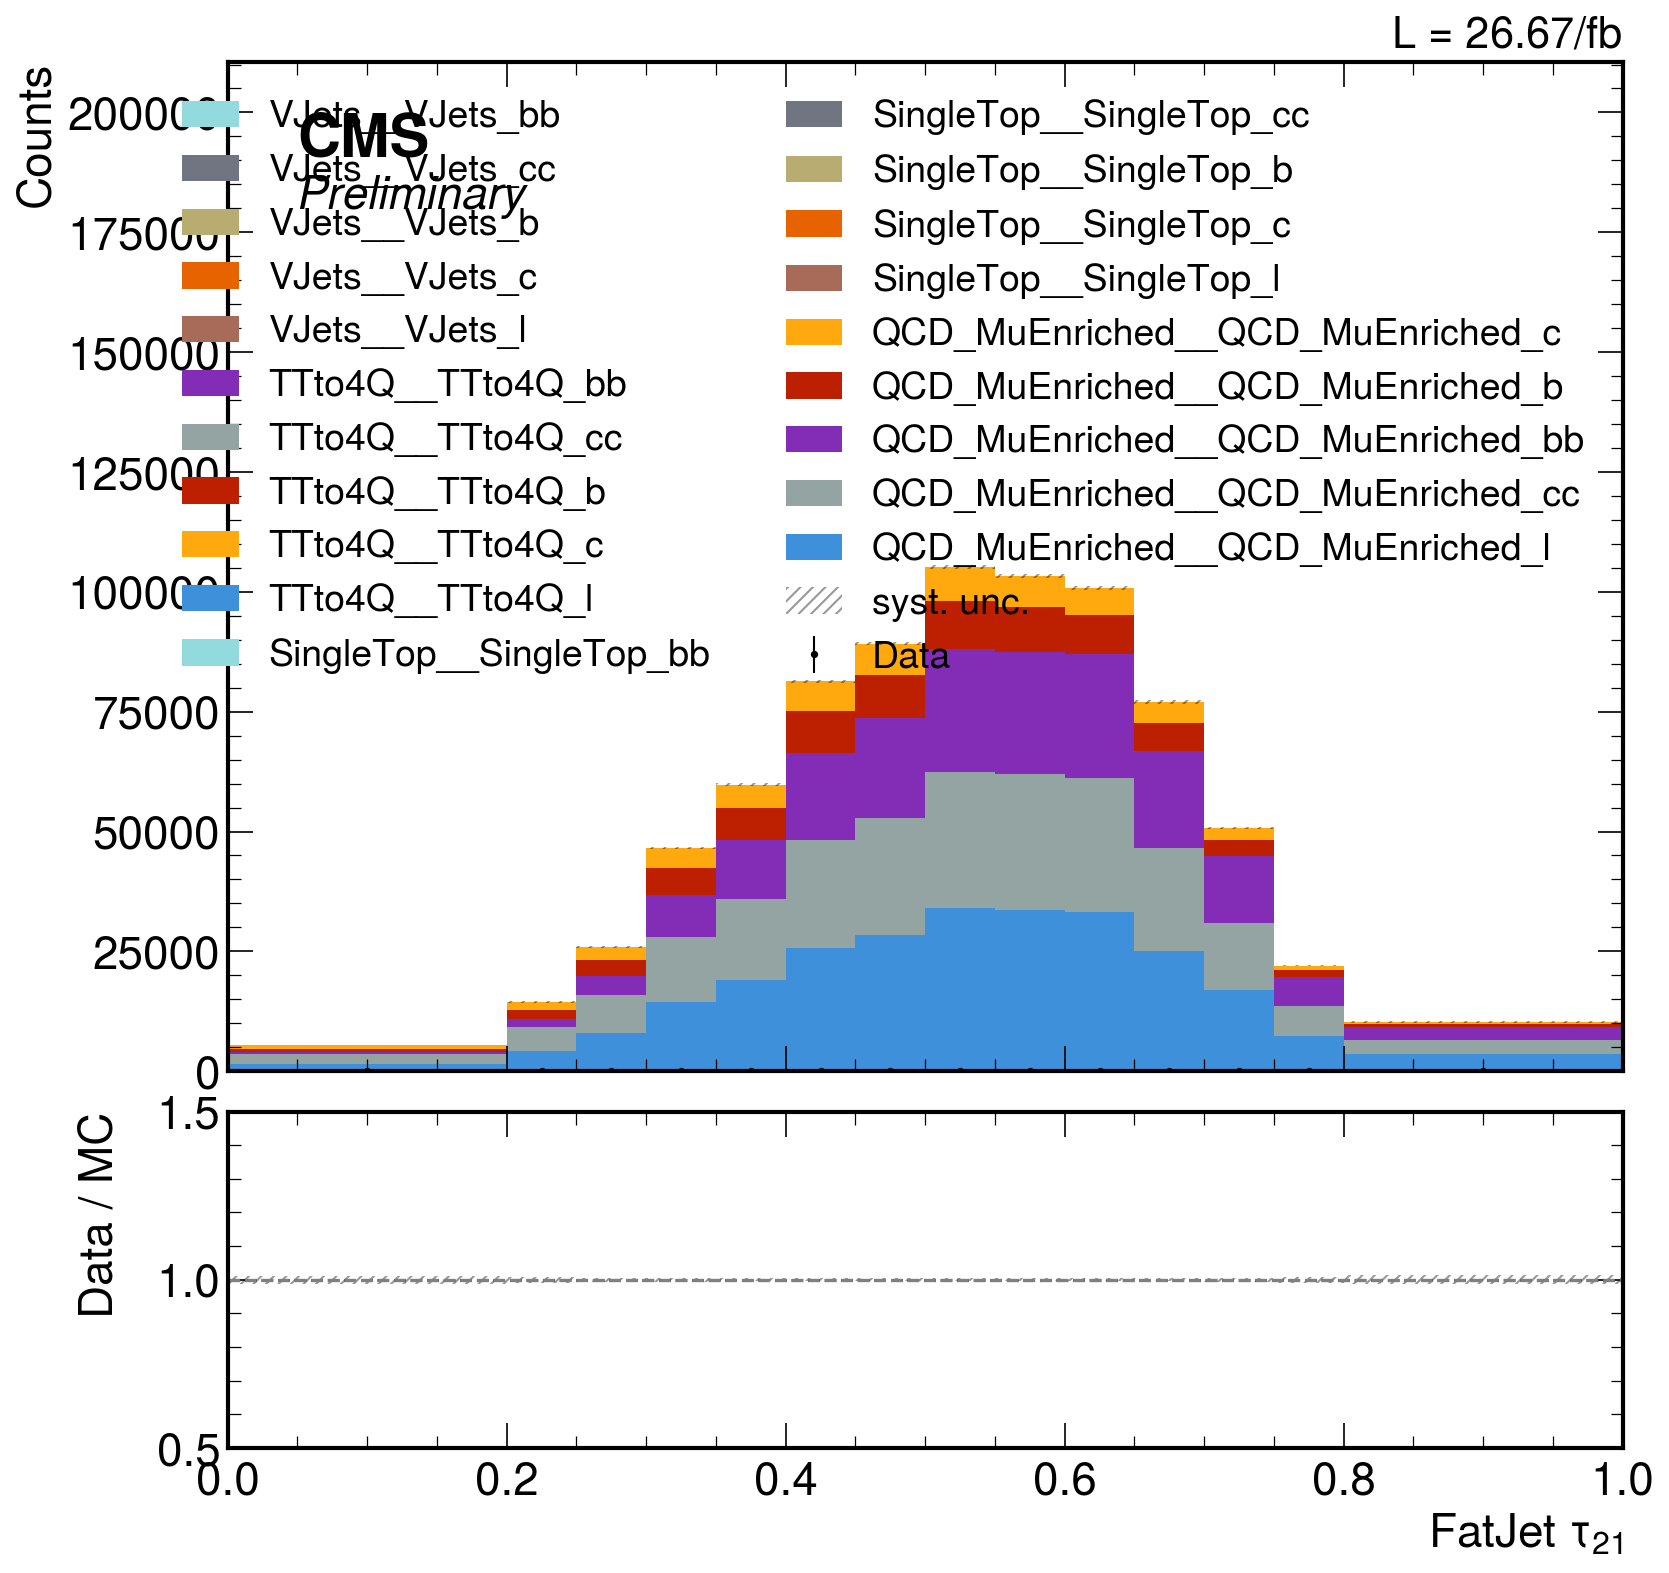 L = 26.67/fb
Counts
200000
175000
150000
125000
100000
75000
50000
25000
0
CMS
Preliminary
VJets__VJets_bb
VJets__VJets_cc
VJets__VJets_b
VJets__VJets_c
VJets__VJets_l
TTto4Q__TTto4Q_bb
TTto4Q__TTto4Q_cc
TTto4Q__TTto4Q_b
TTto4Q__TTto4Q_c
TTto4Q__TTto4Q_l
SingleTop__SingleTop_bb
SingleTop__SingleTop_cc
SingleTop__SingleTop_b
SingleTop__SingleTop_c
SingleTop__SingleTop_l
QCD_MuEnriched__QCD_MuEnriched_c
QCD_MuEnriched__QCD_MuEnriched_b
QCD_MuEnriched__QCD_MuEnriched_bb
QCD_MuEnriched__QCD_MuEnriched_cc
QCD_MuEnriched__QCD_MuEnriched_l
syst. unc.
Data
Data / MC
1.5
1.0
0.5
0.0 0.2 0.4 0.6 0.8 1.0
FatJet τ21